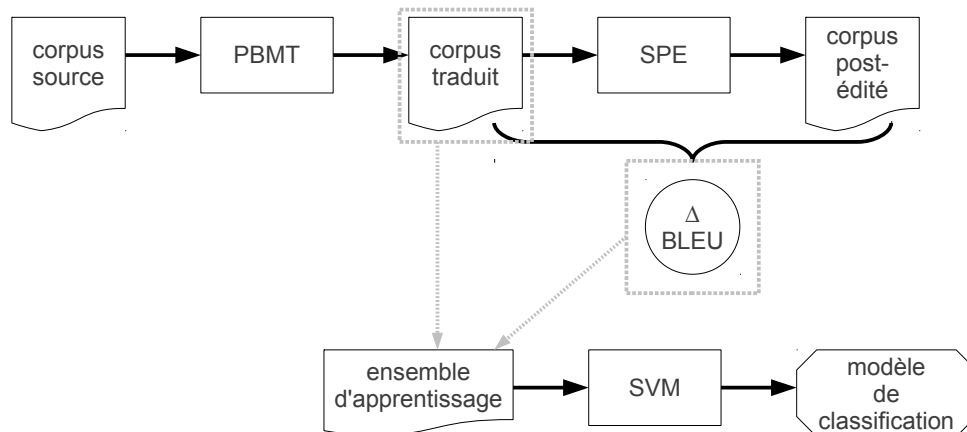 corpus
source
PBMT
corpus
traduit
SPE
corpus
post-
édité
Δ
BLEU
ensemble
d'apprentissage
SVM
modèle
de
classification